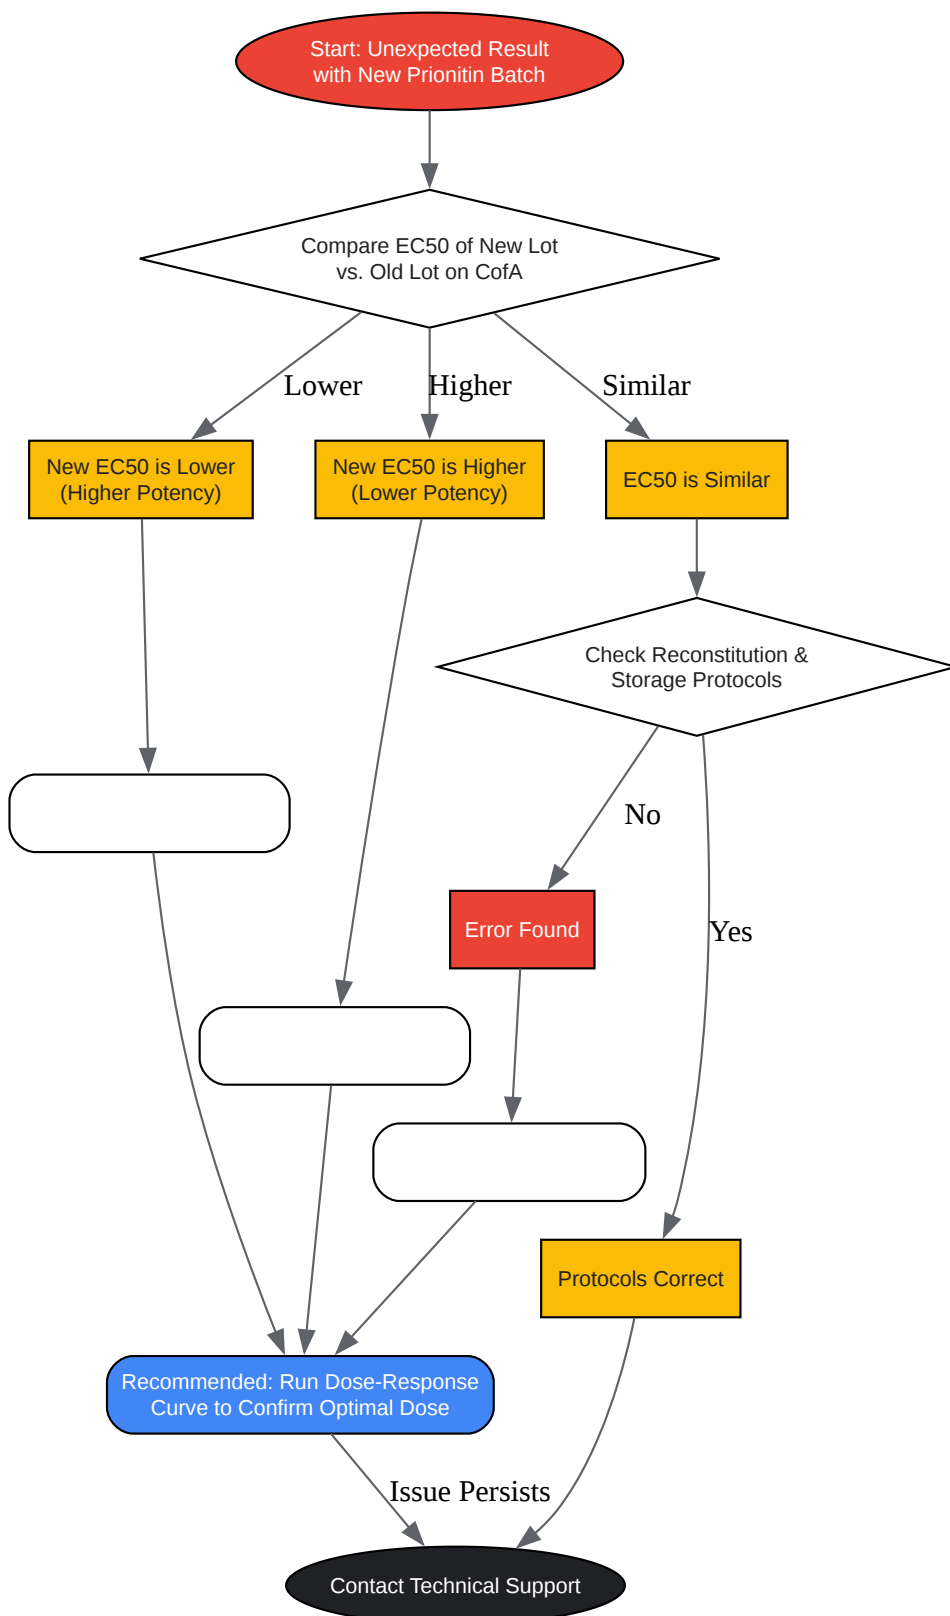 Start: Unexpected Result
with New Prionitin Batch
Compare EC50 of New Lot
vs. Old Lot on CofA
Lower
Higher
Similar
New EC50 is Lower
(Higher Potency)
New EC50 is Higher
(Lower Potency)
EC50 is Similar
Check Reconstitution &
Storage Protocols
No
Error Found
Yes
Protocols Correct
Recommended: Run Dose-Response
Curve to Confirm Optimal Dose
Issue Persists
Contact Technical Support